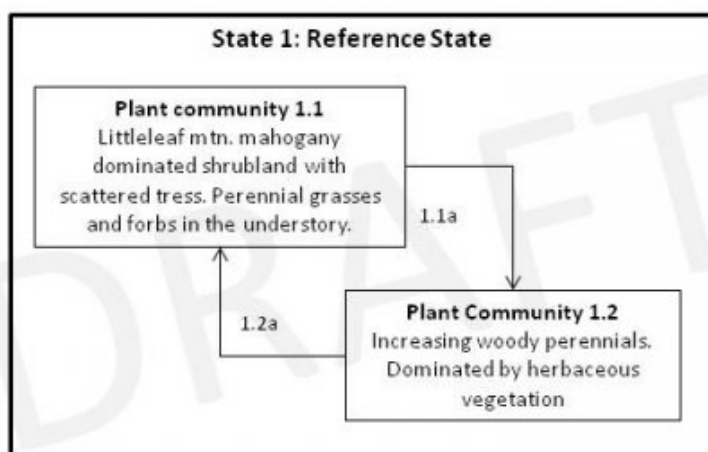 State 1: Reference State
Plant community 1.1
Littleleaf mtn. mahogany
dominated shrubland with
scattered tress. Perennial grasses
and forbs in the understory.
1.1a
1.2a
Plant Community 1.2
Increasing woody perennials.
Dominated by herbaceous
vegetation
DRAFT